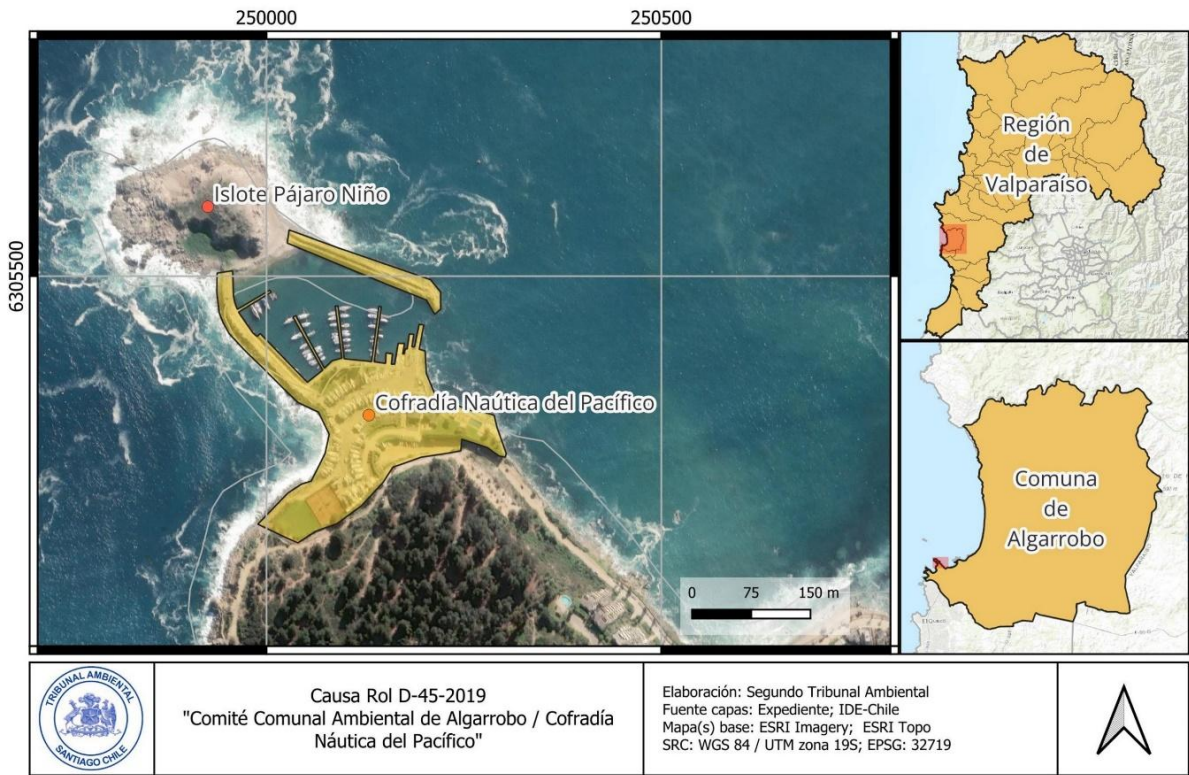 250000
250500
6305500
Islote Pájaro Niño
Cofradía Naútica del Pacífico
0 75 150 m
Región
de
Valparaíso
Comuna
de
Algarrobo
TRIBUNAL AMBIENTAL
SANTIAGO CHILE
Causa Rol D-45-2019
"Comité Comunal Ambiental de Algarrobo / Cofradía
Náutica del Pacífico"
Elaboración: Segundo Tribunal Ambiental
Fuente capas: Expediente; IDE-Chile
Mapa(s) base: ESRI Imagery; ESRI Topo
SRC: WGS 84 / UTM zona 19S; EPSG: 32719